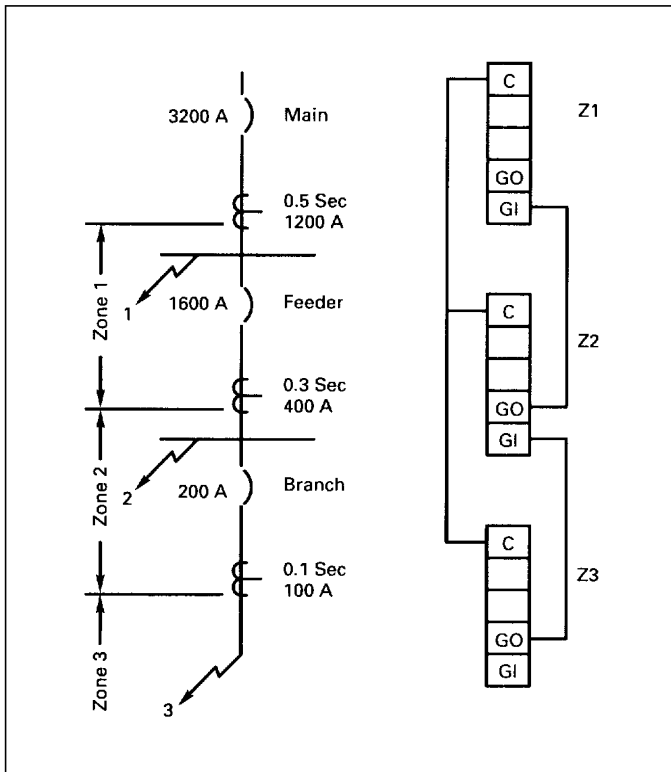 3200 A
Main
0.5 Sec
1200 A
Zone 1
1
1600 A
Feeder
0.3 Sec
400 A
Zone 2
2
200 A
Branch
0.1 Sec
100 A
Zone 3
3
C
GO
GI
Z1
C
GO
GI
Z2
C
GO
GI
Z3